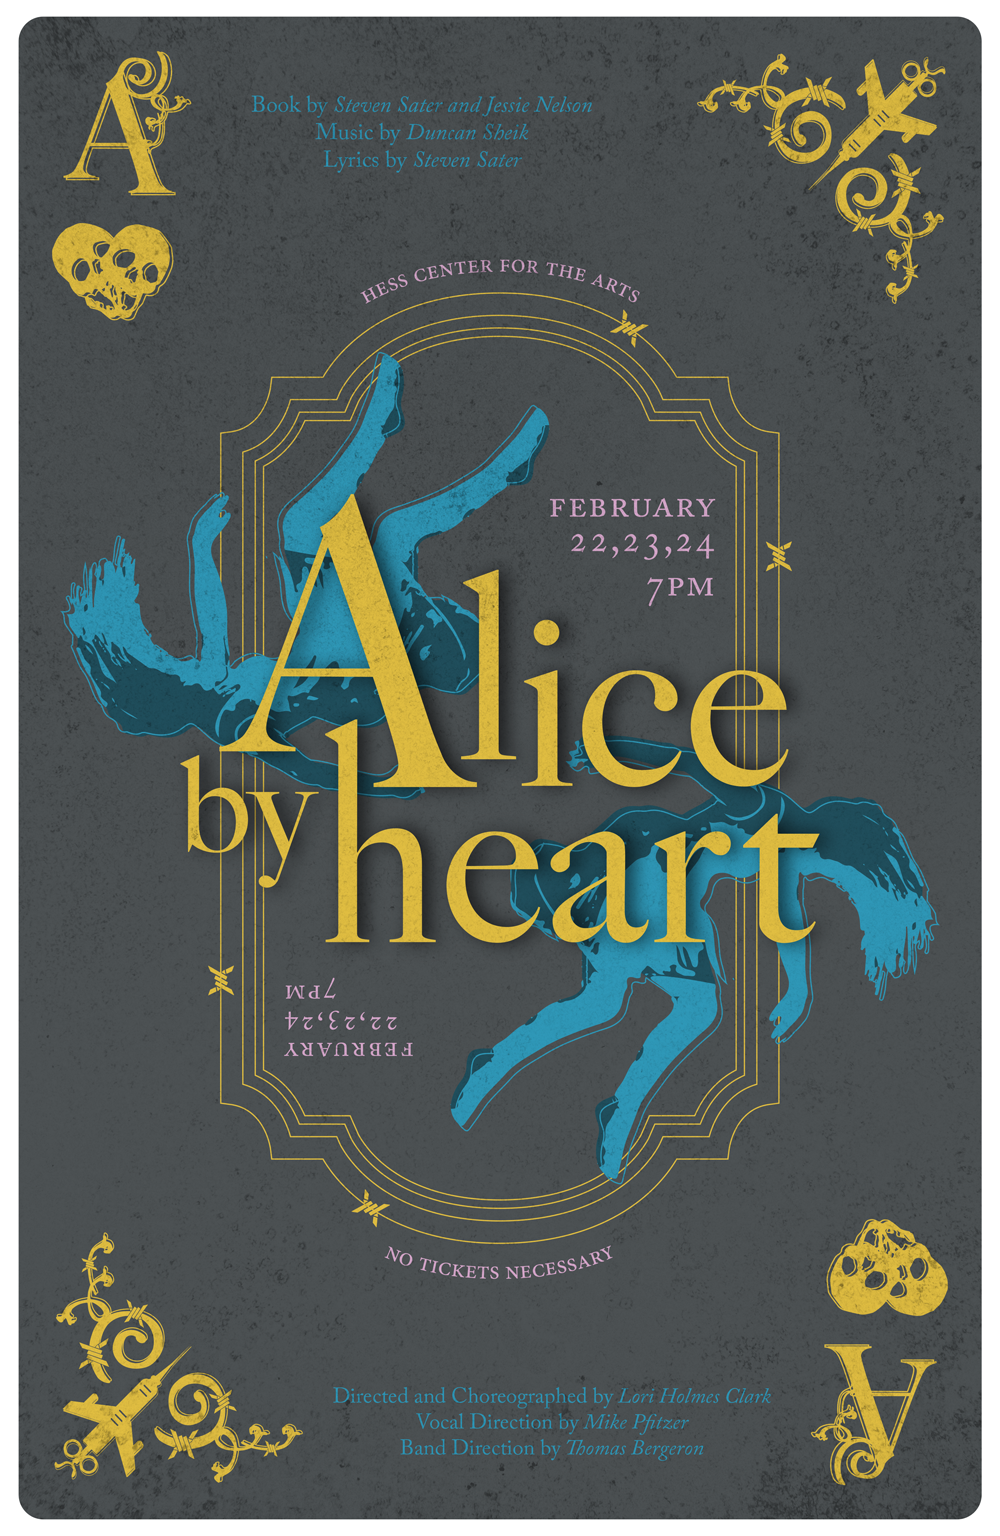 A
Book by Steven Sater and Jessie Nelson
Music by Duncan Sheik
Lyrics by Steven Sater
HESS CENTER FOR THE ARTS
FEBRUARY
22,23,24
7PM
Alice
by heart
FEBRUARY
22,23,24
7PM
NO TICKETS NECESSARY
Directed and Choreographed by Lori Holmes Clark
Vocal Direction by Mike Pfitzer
Band Direction by Thomas Bergeron
A